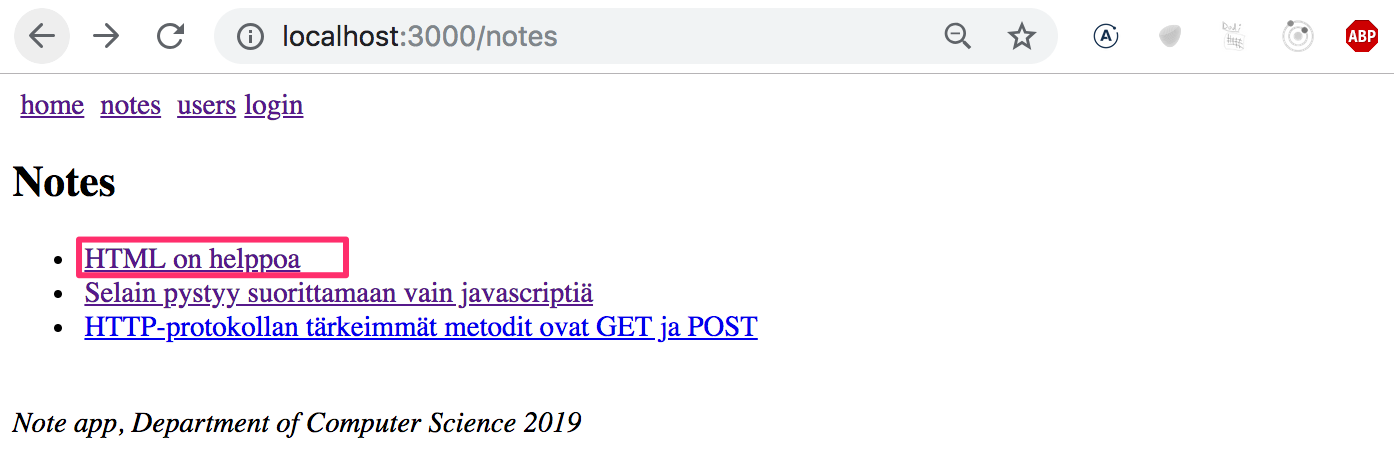 localhost:3000/notes
A
ABP
home notes users login
Notes
HTML on helppoa
Selain pystyy suorittamaan vain javascriptiä
HTTP-protokollan tärkeimmät metodit ovat GET ja POST
Note app, Department of Computer Science 2019